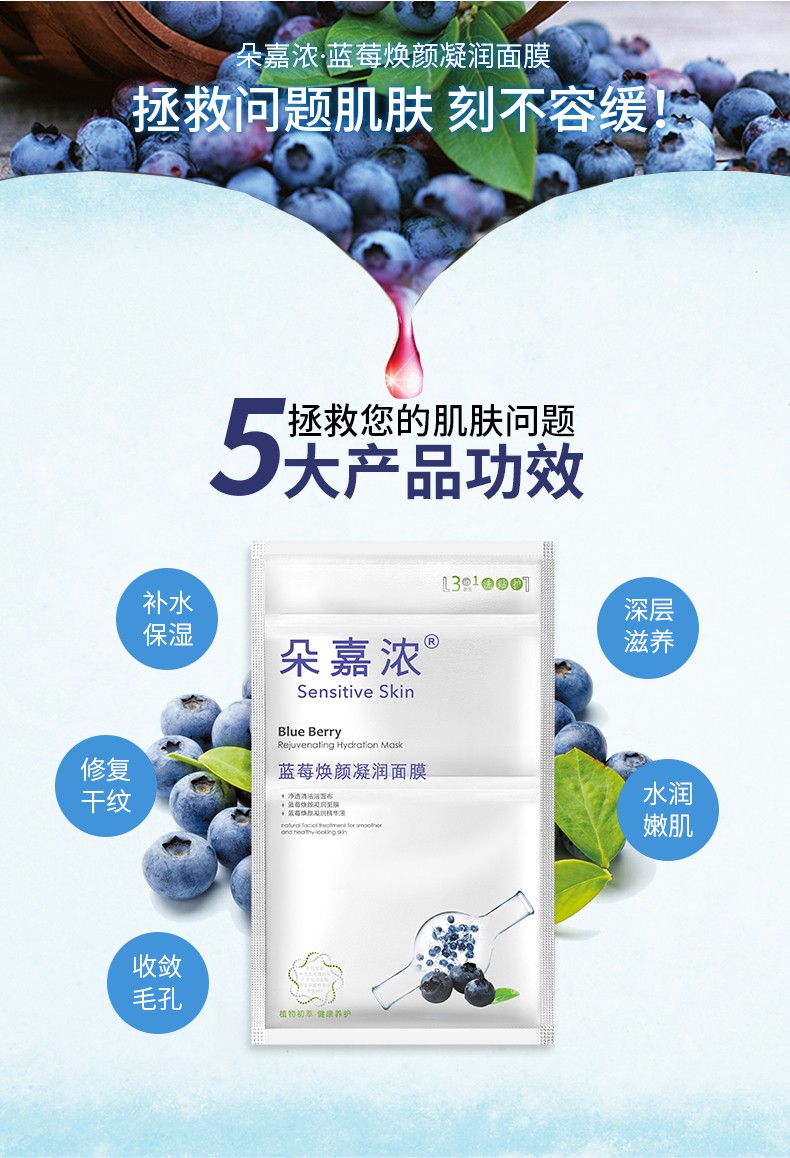 朵嘉浓·蓝莓焕颜凝润面膜
拯救问题肌肤 刻不容缓!
拯救您的肌肤问题
5大产品功效
补水
保湿
深层
滋养
修复
干纹
水润
嫩肌
收敛
毛孔
3in1
朵嘉浓®
Sensitive Skin
Blue Berry
Rejuvenating Hydration Mask
蓝莓焕颜凝润面膜
+ 净透清洁洁面布
+ 蓝莓焕颜凝润面膜
+ 蓝莓焕颜凝润精华液
natural facial treatment for smoother
and healthy-looking skin
植物初萃 健康养护